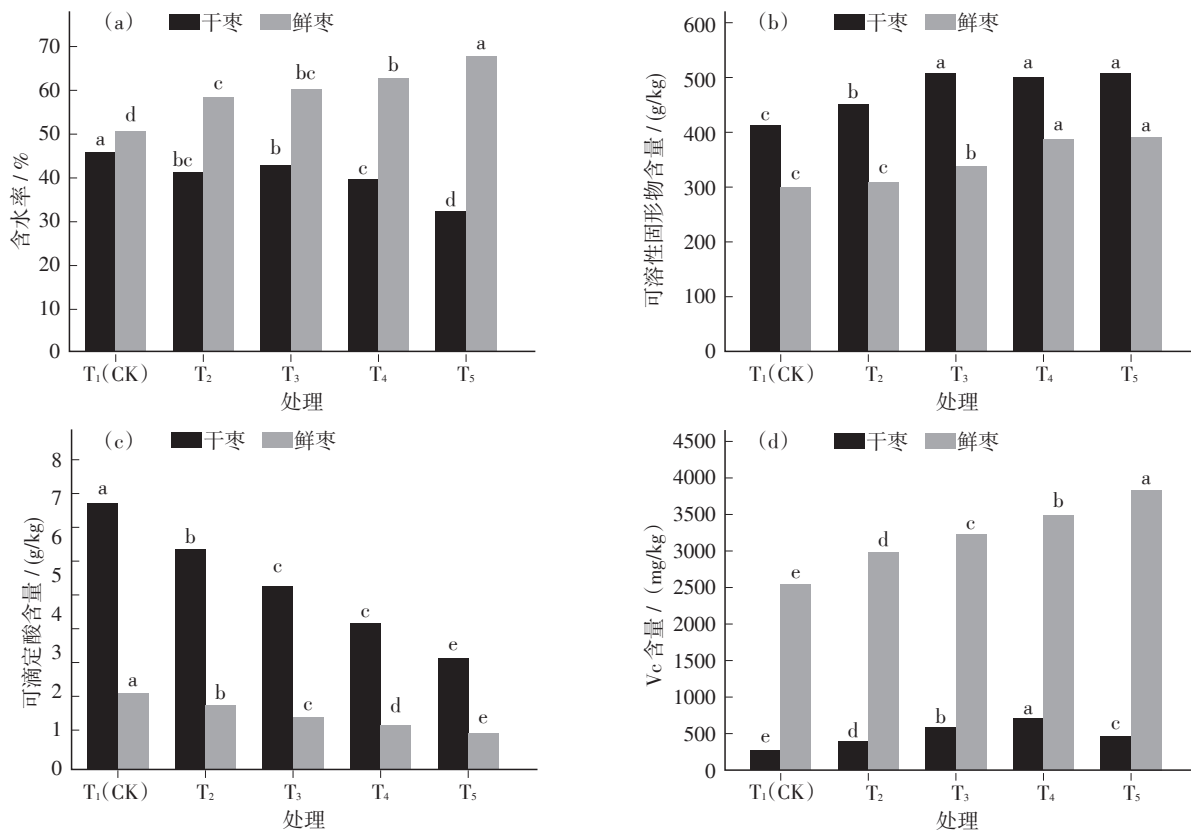 (a) 干枣 鲜枣
含水率 / %
70
60
50
40
30
20
10
0
a d bc c b bc c b d a
T₁(CK) T₂ T₃ T₄ T₅
处理
(b) 干枣 鲜枣
可溶性固形物含量 / (g/kg)
600
500
400
300
200
100
0
c c b c a b a a a a
T₁(CK) T₂ T₃ T₄ T₅
处理
(c) 干枣 鲜枣
可滴定酸含量 / (g/kg)
8
7
6
5
4
3
2
1
0
a a b b c c c d e e
T₁(CK) T₂ T₃ T₄ T₅
处理
(d) 干枣 鲜枣
Vc 含量 / (mg/kg)
4500
4000
3500
3000
2500
2000
1500
1000
500
0
e e d d b c a b c a
T₁(CK) T₂ T₃ T₄ T₅
处理